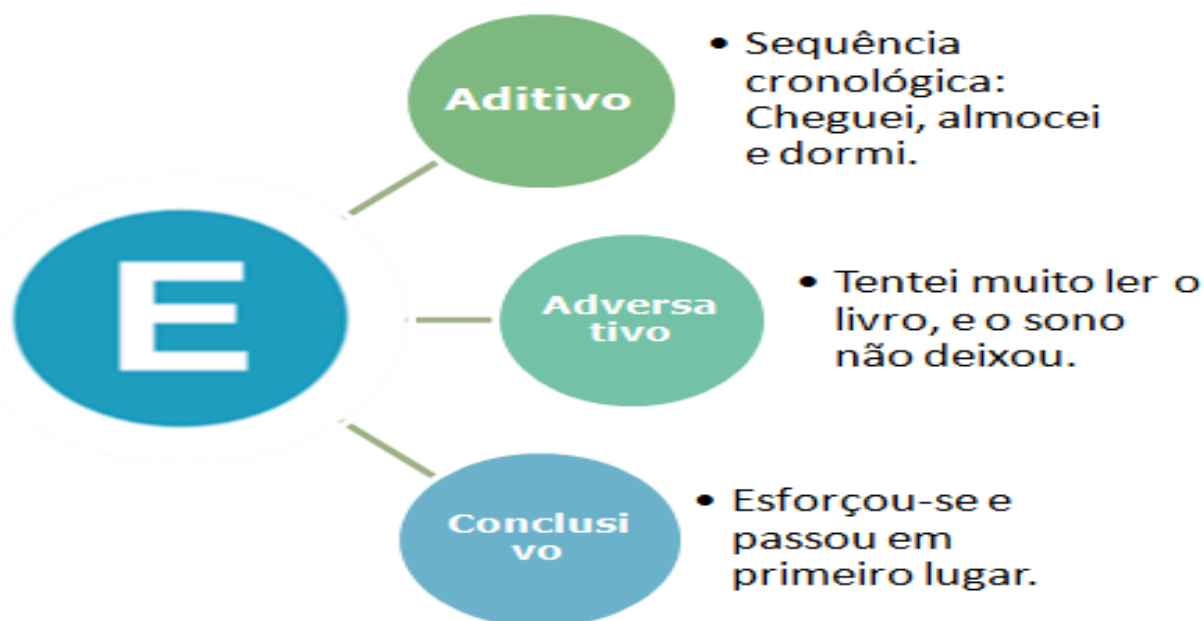 E
Aditivo
• Sequência
cronológica:
Cheguei, almocei
e dormi.
Adversa
tivo
• Tentei muito ler o
livro, e o sono
não deixou.
Conclusi
vo
• Esforçou-se e
passou em
primeiro lugar.